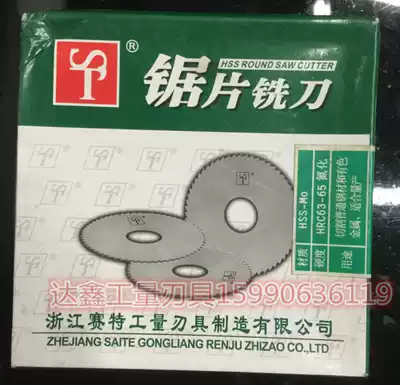 ST®
HSS ROUND SAW CUTTER
锯片铣刀
材质 HSS-Mo
硬度 HRC63-65 氮化
用途 切割普通钢材和有色金属、适合量产
达鑫工量刃具15990636119
浙江赛特工量刃具制造有限公司
ZHEJIANG SAITE GONGLIANG RENJU ZHIZAO CO.,LTD